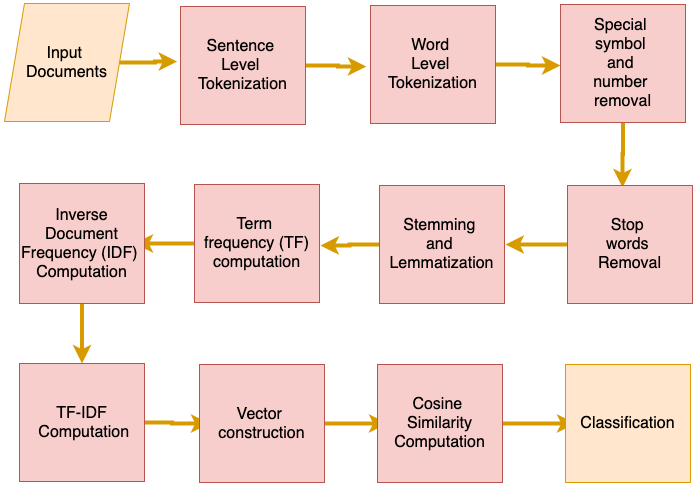 Input
Documents
Sentence
Level
Tokenization
Word
Level
Tokenization
Special
symbol
and
number
removal
Inverse
Document
Frequency (IDF)
Computation
Term
frequency (TF)
computation
Stemming
and
Lemmatization
Stop
words
Removal
TF-IDF
Computation
Vector
construction
Cosine
Similarity
Computation
Classification